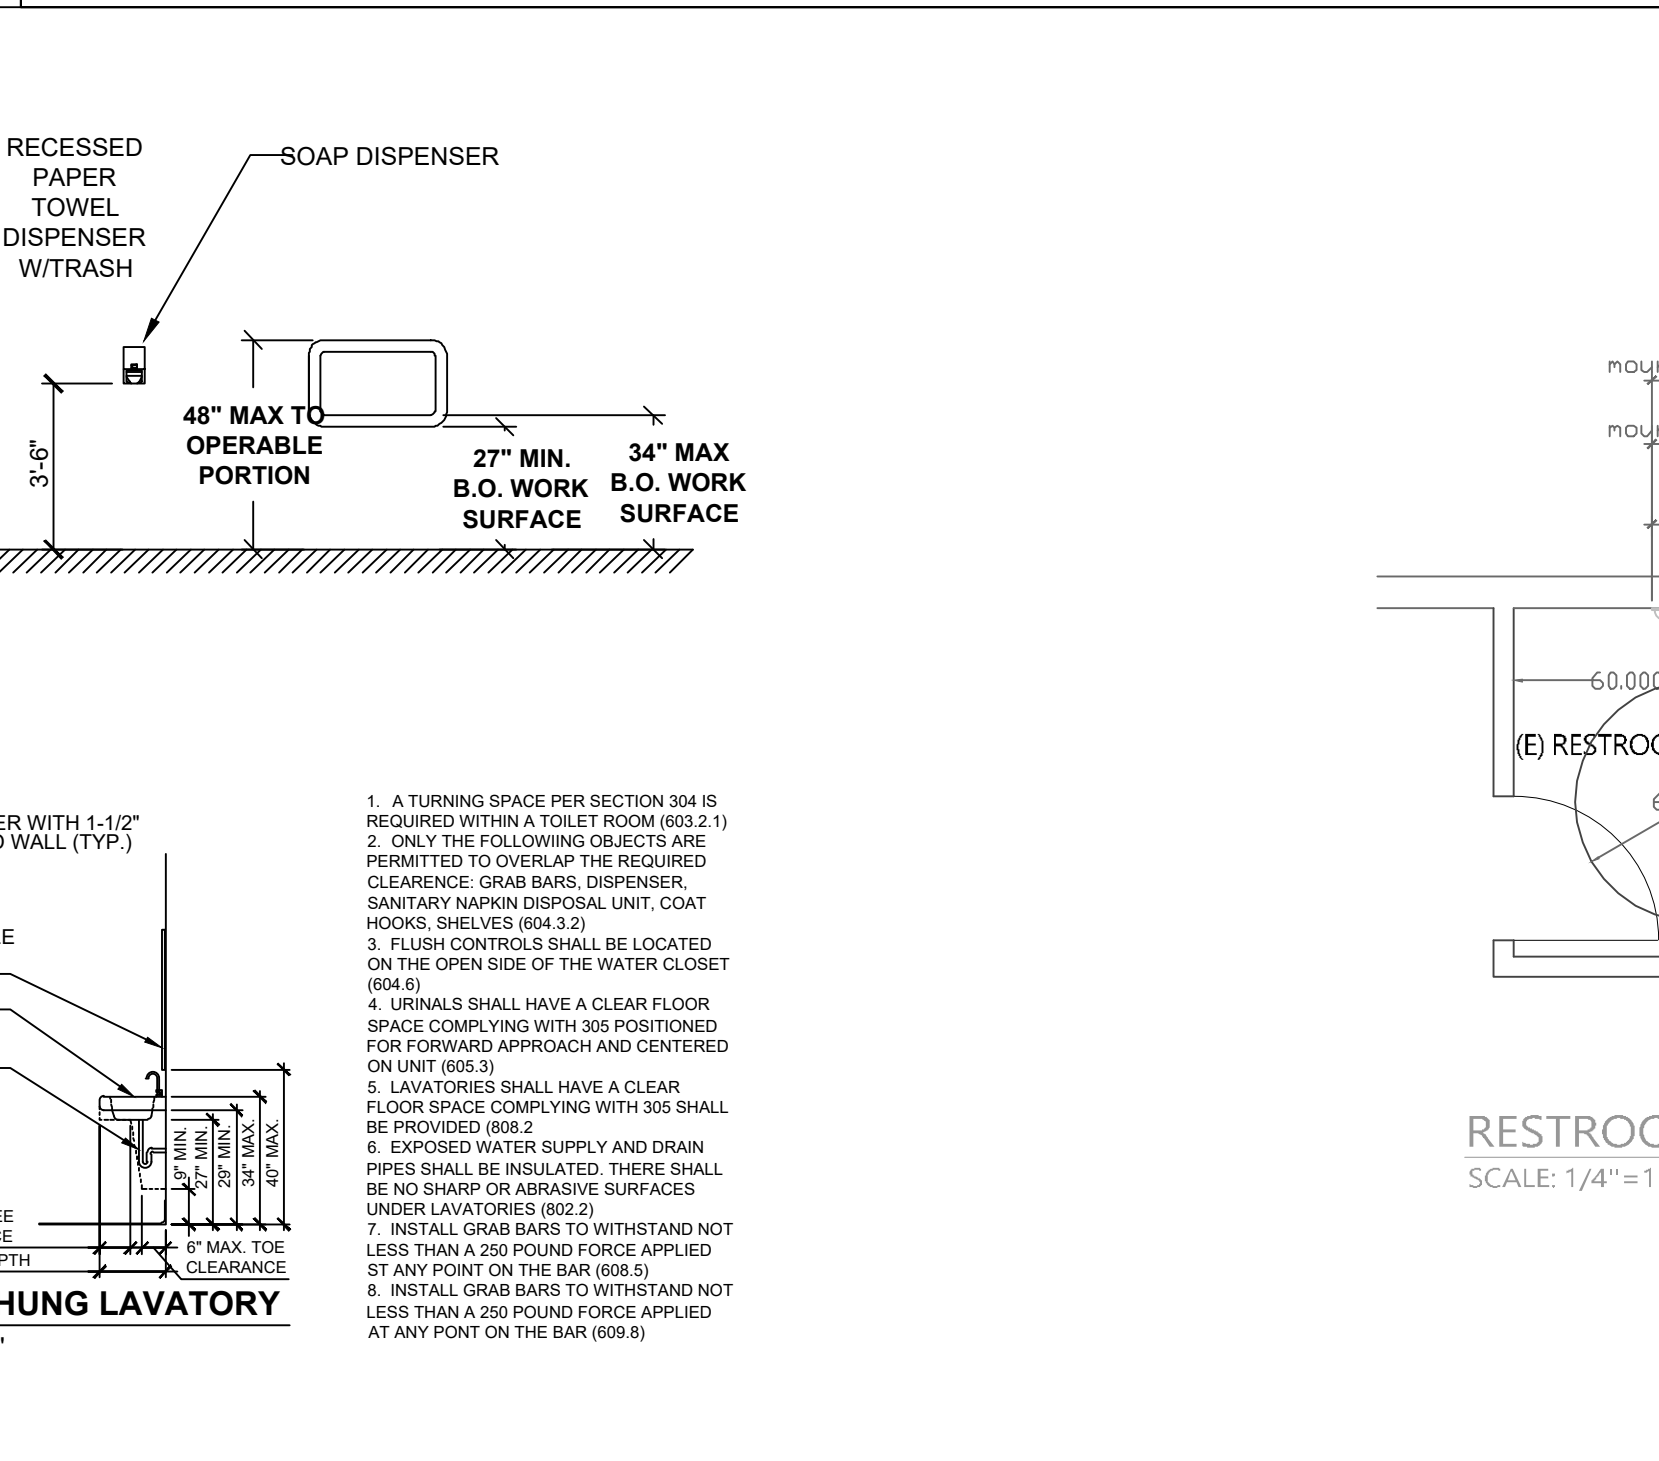 RECESSED
PAPER
TOWEL
DISPENSER
W/TRASH
SOAP DISPENSER
3'-6"
48" MAX TO
OPERABLE
PORTION
27" MIN.
B.O. WORK
SURFACE
34" MAX
B.O. WORK
SURFACE
60.000
(E) RESTROO
ER WITH 1-1/2"
WALL (TYP.)
9" MIN.
27" MIN.
29" MIN.
34" MAX.
40" MAX.
6" MAX. TOE
CLEARANCE
PTH
HUNG LAVATORY
1. A TURNING SPACE PER SECTION 304 IS
REQUIRED WITHIN A TOILET ROOM (603.2.1)
2. ONLY THE FOLLOWIING OBJECTS ARE
PERMITTED TO OVERLAP THE REQUIRED
CLEARENCE: GRAB BARS, DISPENSER,
SANITARY NAPKIN DISPOSAL UNIT, COAT
HOOKS, SHELVES (604.3.2)
3. FLUSH CONTROLS SHALL BE LOCATED
ON THE OPEN SIDE OF THE WATER CLOSET
(604.6)
4. URINALS SHALL HAVE A CLEAR FLOOR
SPACE COMPLYING WITH 305 POSITIONED
FOR FORWARD APPROACH AND CENTERED
ON UNIT (605.3)
5. LAVATORIES SHALL HAVE A CLEAR
FLOOR SPACE COMPLYING WITH 305 SHALL
BE PROVIDED (808.2
6. EXPOSED WATER SUPPLY AND DRAIN
PIPES SHALL BE INSULATED. THERE SHALL
BE NO SHARP OR ABRASIVE SURFACES
UNDER LAVATORIES (802.2)
7. INSTALL GRAB BARS TO WITHSTAND NOT
LESS THAN A 250 POUND FORCE APPLIED
ST ANY POINT ON THE BAR (608.5)
8. INSTALL GRAB BARS TO WITHSTAND NOT
LESS THAN A 250 POUND FORCE APPLIED
AT ANY PONT ON THE BAR (609.8)
RESTROO
SCALE: 1/4"=1